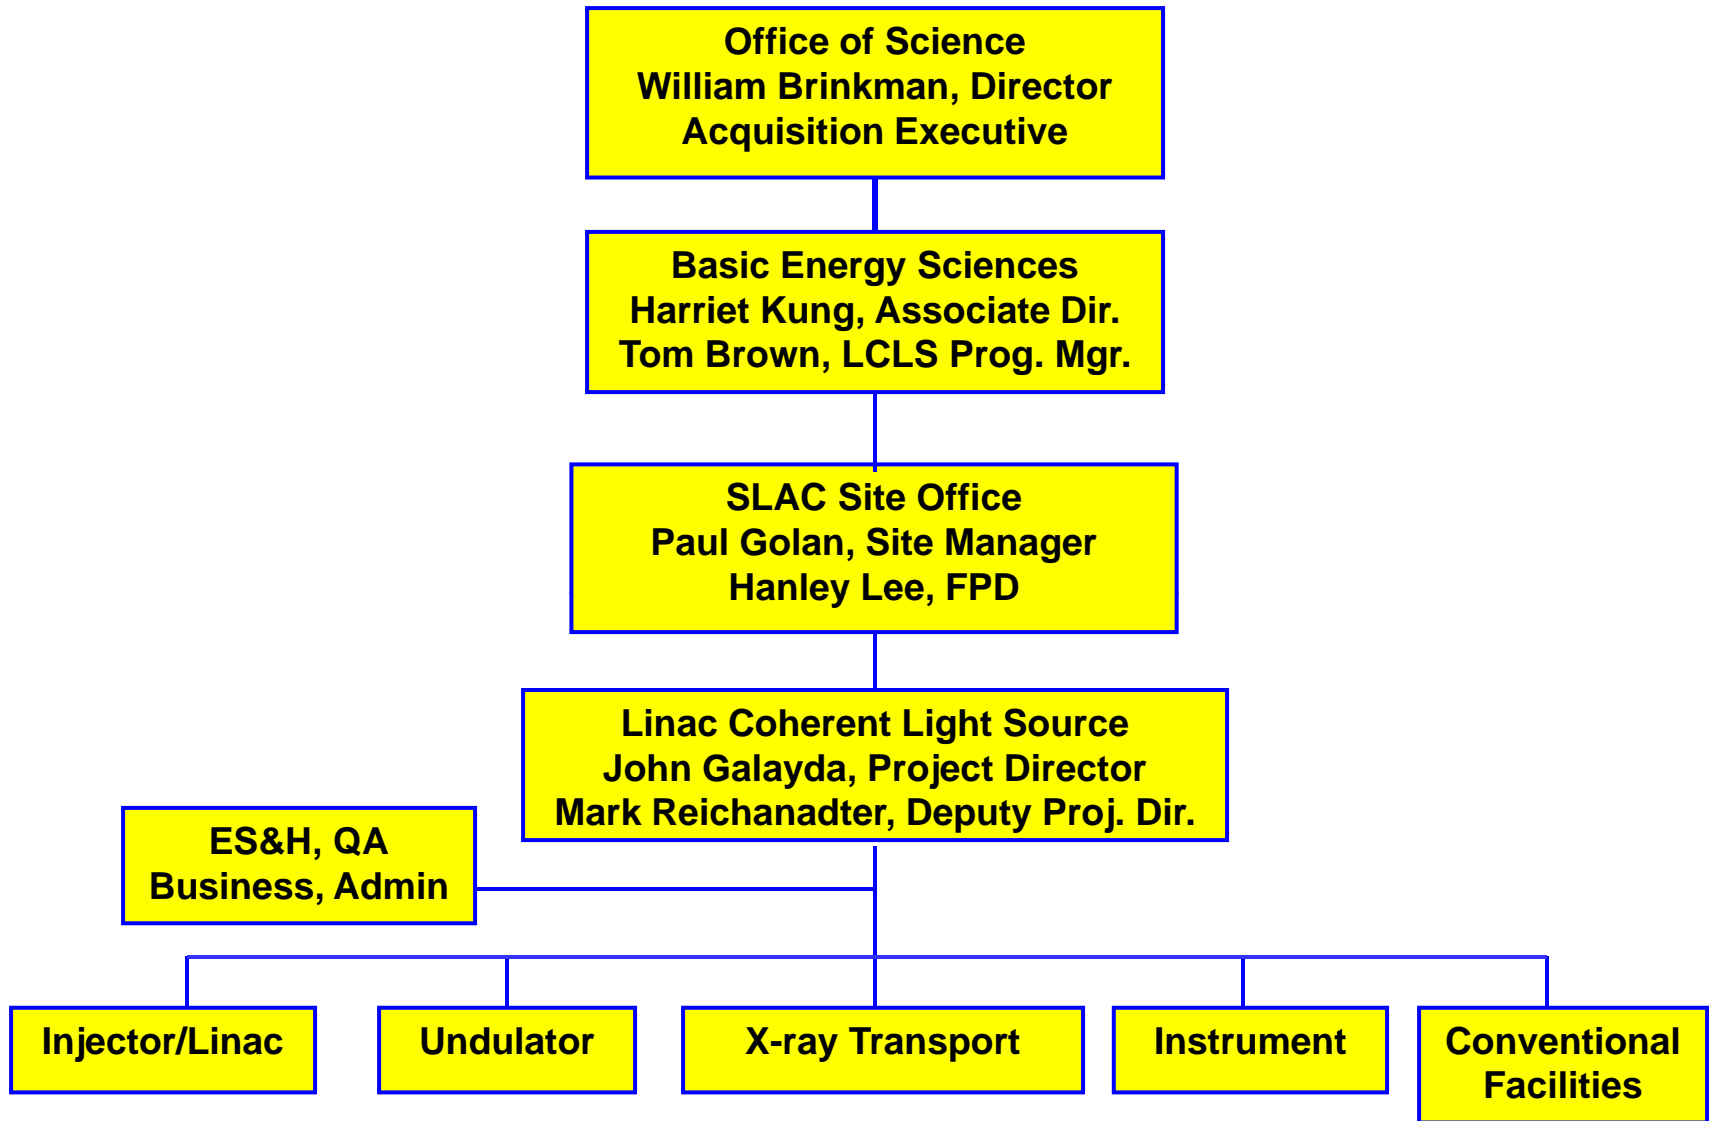 Office of Science
William Brinkman, Director
Acquisition Executive
Basic Energy Sciences
Harriet Kung, Associate Dir.
Tom Brown, LCLS Prog. Mgr.
SLAC Site Office
Paul Golan, Site Manager
Hanley Lee, FPD
Linac Coherent Light Source
John Galayda, Project Director
Mark Reichanadter, Deputy Proj. Dir.
ES&H, QA
Business, Admin
Injector/Linac
Undulator
X-ray Transport
Instrument
Conventional
Facilities